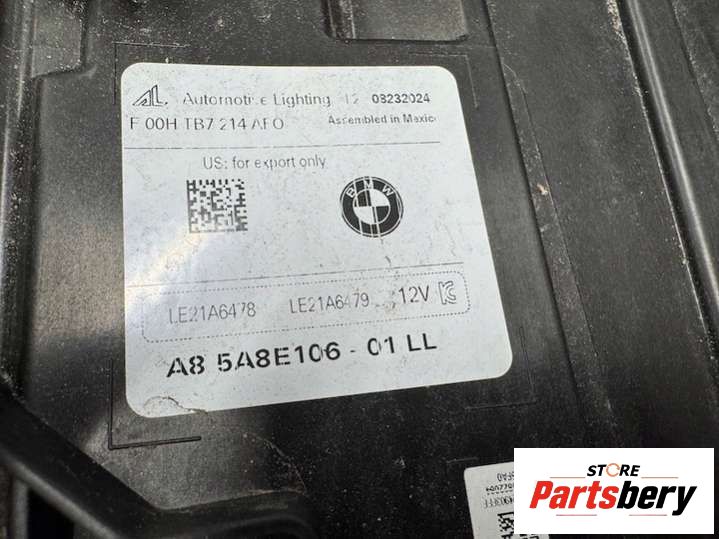 AL Automotive Lighting 12 08232024
F 00H TB7 214 AF0 Assembled in Mexico
US: for export only
BMW
LE21A6478 LE21A6479 12V
A8 5A8E106 - 01 LL
STORE
Partsbery